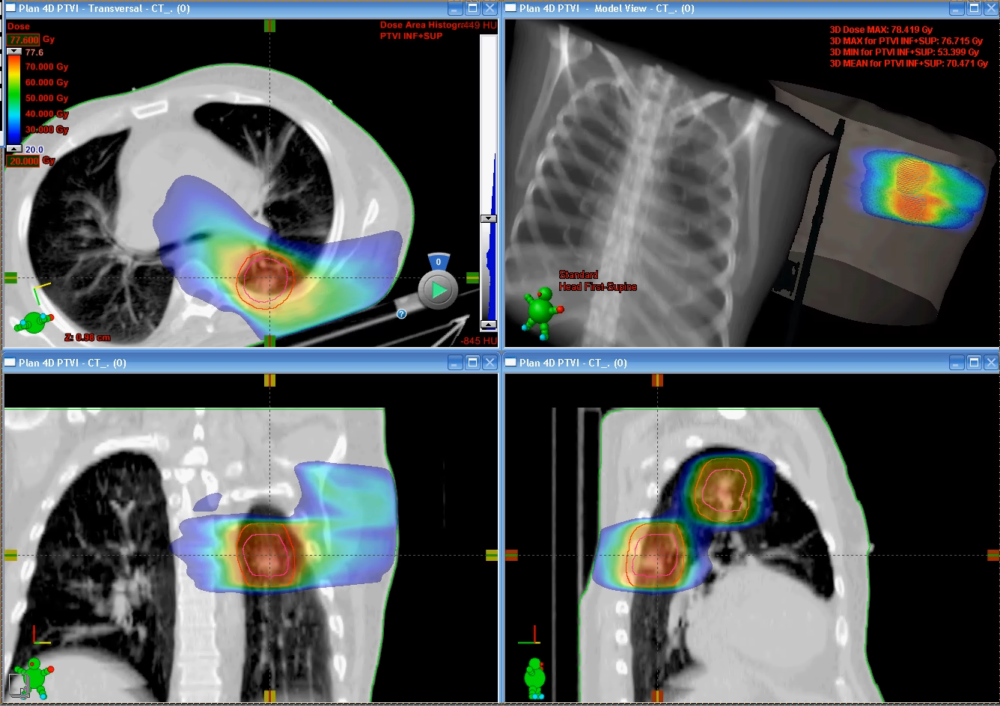 Plan 4D PTVI - Transversal - CT_. (0)
Dose
77.600 Gy
77.6
70.000 Gy
60.000 Gy
50.000 Gy
40.000 Gy
30.000 Gy
20.0
20.000 Gy
Dose Area Histogr
449 HU
PTVI INF+SUP
0
?
Z: 0.98 cm
-845 HU
Plan 4D PTVI - Model View - CT_. (0)
3D Dose MAX: 78.419 Gy
3D MAX for PTVI INF+SUP: 76.715 Gy
3D MIN for PTVI INF+SUP: 53.399 Gy
3D MEAN for PTVI INF+SUP: 70.471 Gy
Standard
Head First-Supine
Plan 4D PTVI - CT_. (0)
Plan 4D PTVI - CT_. (0)